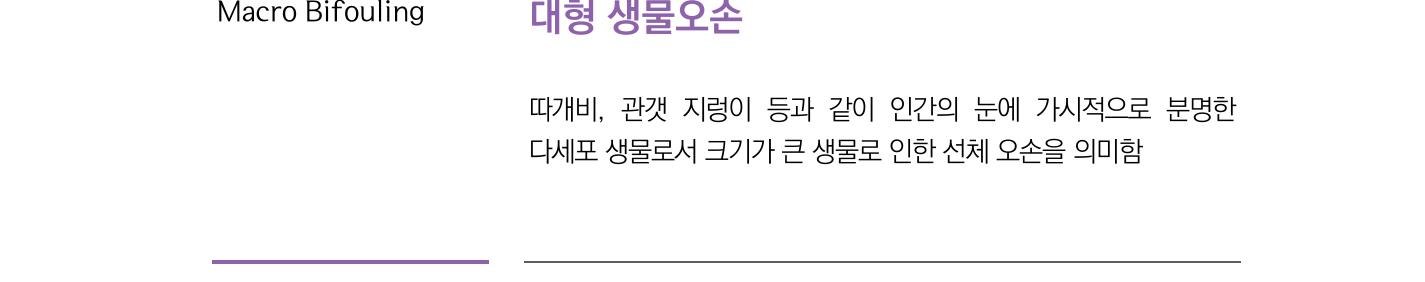 Macro Bifouling
대형 생물오손
따개비, 관갯 지렁이 등과 같이 인간의 눈에 가시적으로 분명한
다세포 생물로서 크기가 큰 생물로 인한 선체 오손을 의미함